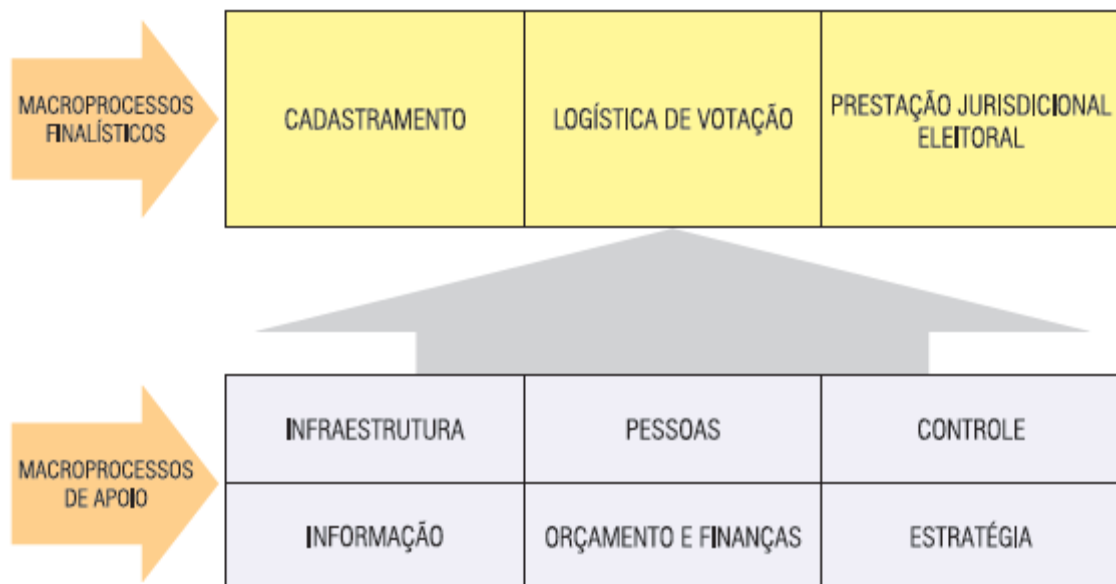 MACROPROCESSOS
FINALÍSTICOS
CADASTRAMENTO
LOGÍSTICA DE VOTAÇÃO
PRESTAÇÃO JURISDICIONAL
ELEITORAL
MACROPROCESSOS
DE APOIO
INFRAESTRUTURA
PESSOAS
CONTROLE
INFORMAÇÃO
ORÇAMENTO E FINANÇAS
ESTRATÉGIA